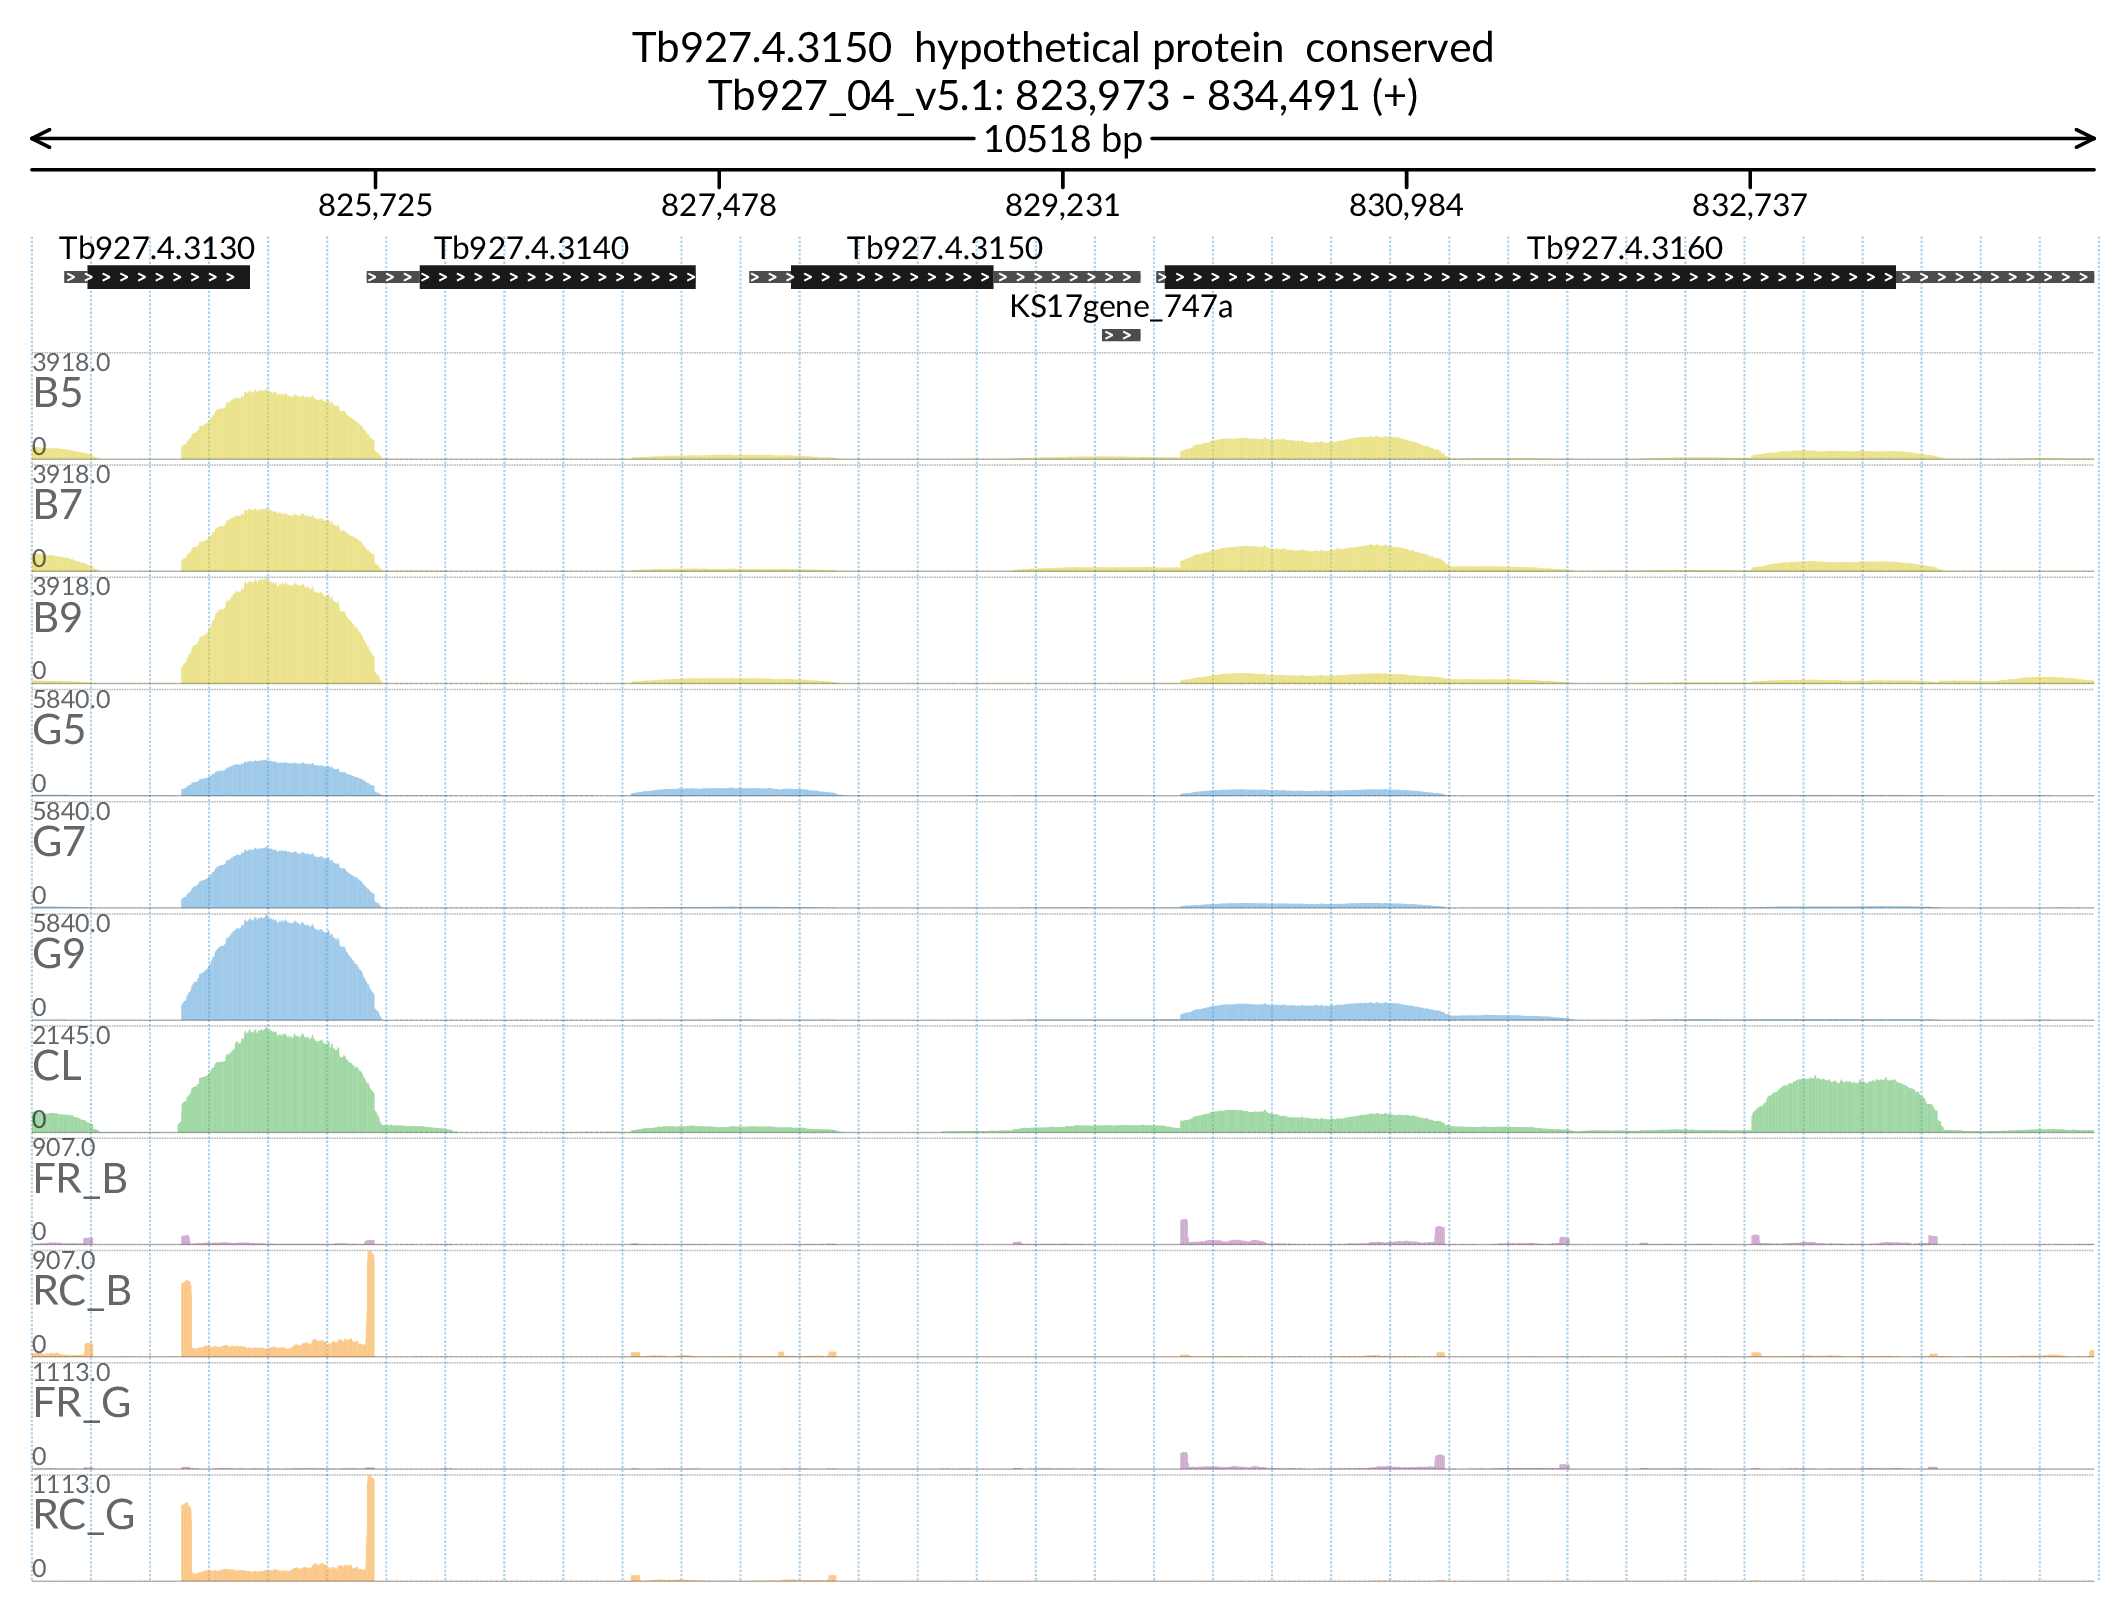 Tb927.4.3150  hypothetical protein  conserved
Tb927_04_v5.1: 823,973 - 834,491 (+)
10518 bp
825,725 827,478 829,231 830,984 832,737
Tb927.4.3130 Tb927.4.3140 Tb927.4.3150 Tb927.4.3160
KS17gene_747a
3918.0
B5
0
3918.0
B7
0
3918.0
B9
0
5840.0
G5
0
5840.0
G7
0
5840.0
G9
0
2145.0
CL
0
907.0
FR_B
0
907.0
RC_B
0
1113.0
FR_G
0
1113.0
RC_G
0